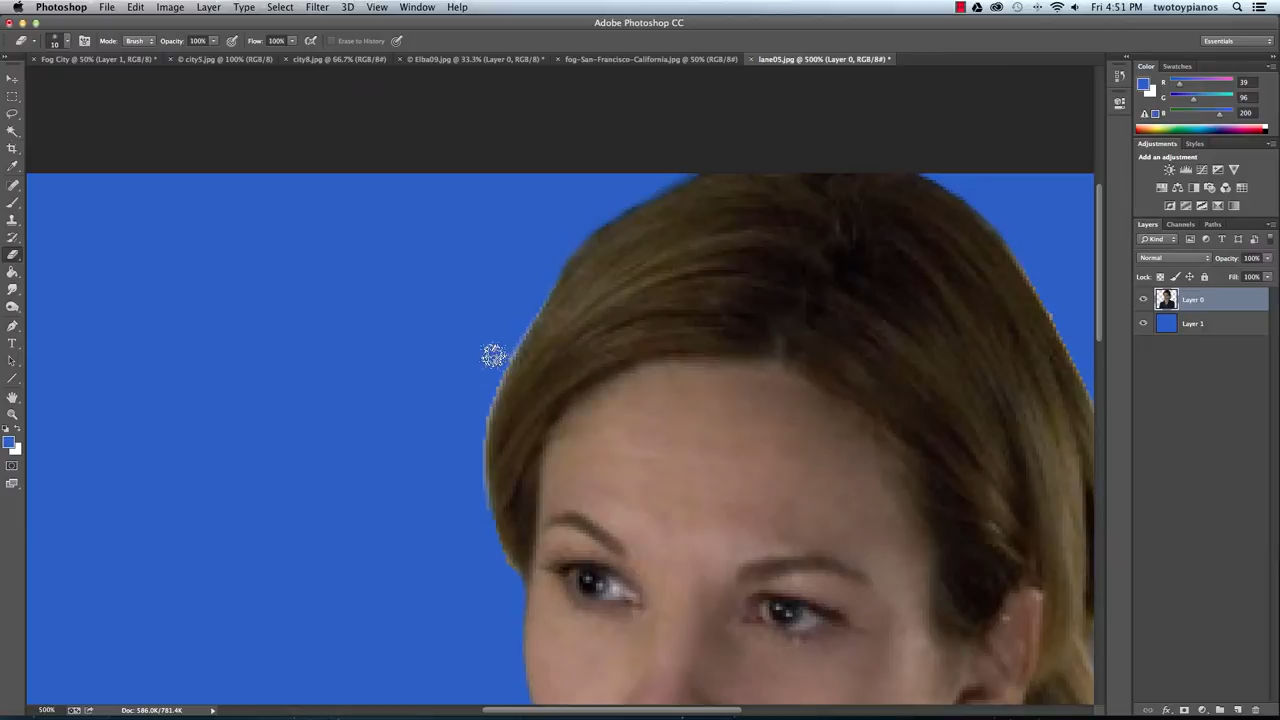 Photoshop File Edit Image Layer Type Select Filter 3D View Window Help Fri 4:51 PM twotoypianos
Adobe Photoshop CC
10 Mode: Brush Opacity: 100% Flow: 100% Erase to History Essentials
× Fog City @ 50% (Layer 1, RGB/8) * × © city5.jpg @ 100% (RGB/8) × city8.jpg @ 66.7% (RGB/8#) × © Elba09.jpg @ 33.3% (Layer 0, RGB/8) * × fog-San-Francisco-California.jpg @ 50% (RGB/8#) × lane05.jpg @ 500% (Layer 0, RGB/8#) *
Color Swatches
R 39
G 96
B 200
Adjustments Styles
Add an adjustment
Layers Channels Paths
Kind
Normal Opacity: 100%
Lock: Fill: 100%
Layer 0
Layer 1
500% Doc: 586.0K/781.4K